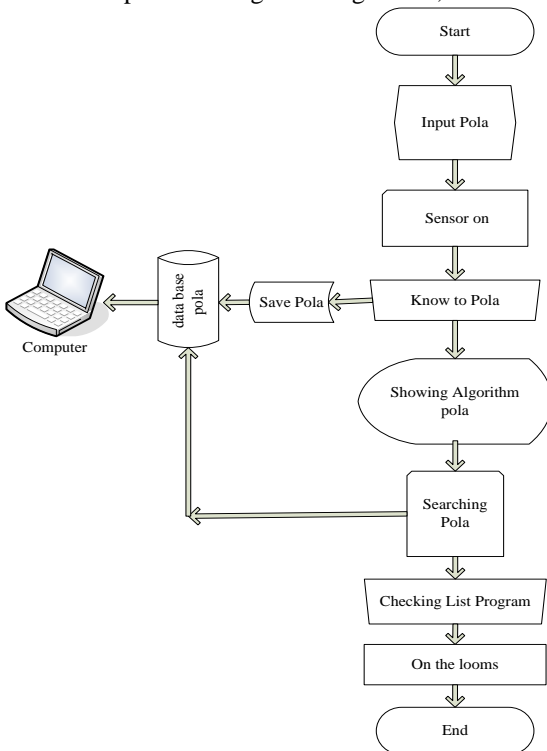 Start
Input Pola
Sensor on
Know to Pola
Save Pola
data base
pola
Computer
Showing Algorithm
pola
Searching
Pola
Checking List Program
On the looms
End